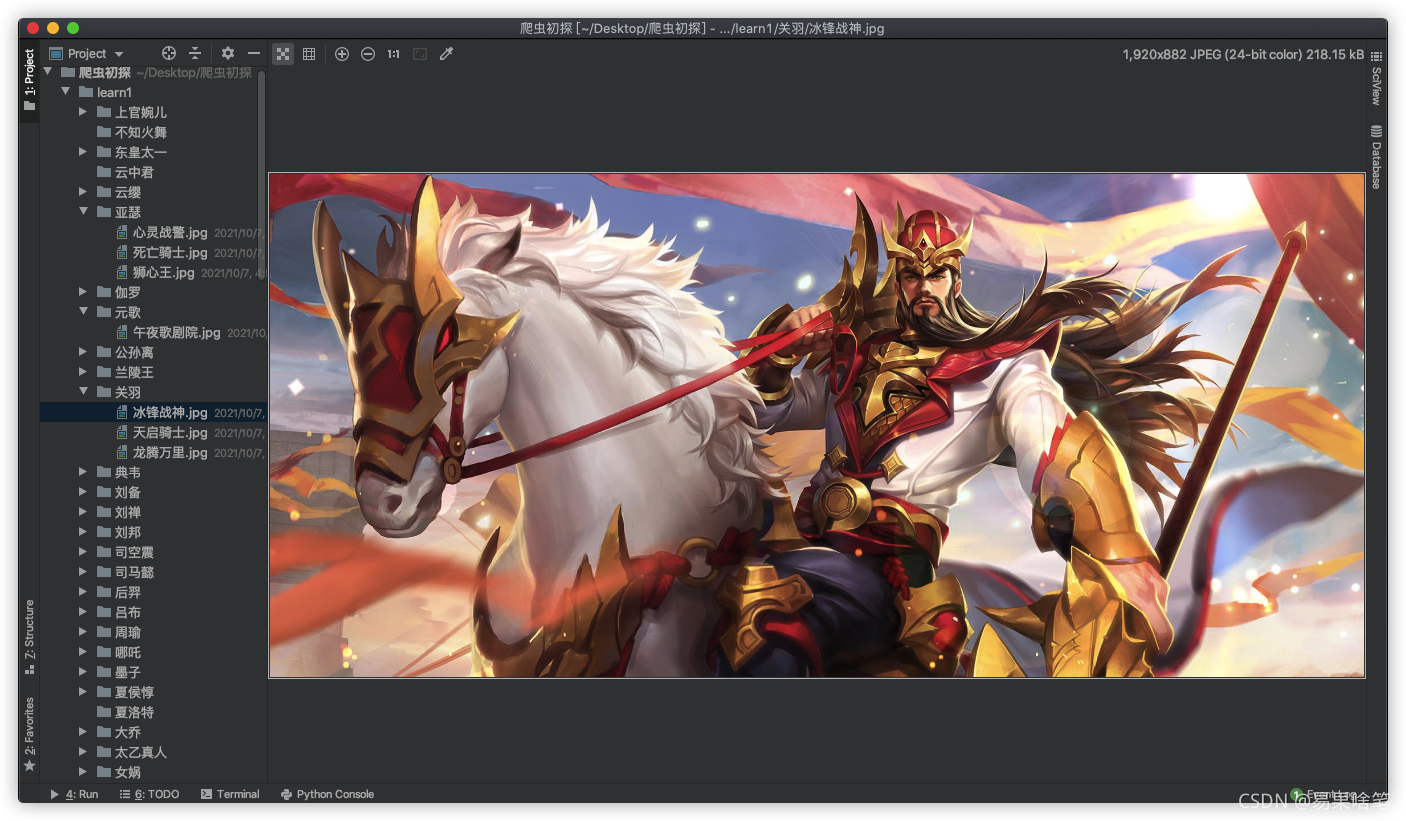 爬虫初探 [~/Desktop/爬虫初探] - .../learn1/关羽/冰锋战神.jpg
Project
1,920x882 JPEG (24-bit color) 218.15 kB
1:1
1: Project
SciView
Database
爬虫初探 ~/Desktop/爬虫初探
learn1
上官婉儿
不知火舞
东皇太一
云中君
云缨
亚瑟
心灵战警.jpg 2021/10/7,
死亡骑士.jpg 2021/10/7,
狮心王.jpg 2021/10/7,
伽罗
元歌
午夜歌剧院.jpg 2021/10
公孙离
兰陵王
关羽
冰锋战神.jpg 2021/10/7,
天启骑士.jpg 2021/10/7,
龙腾万里.jpg 2021/10/7,
典韦
刘备
刘禅
刘邦
司空震
司马懿
后羿
吕布
周瑜
哪吒
墨子
夏侯惇
夏洛特
大乔
太乙真人
女娲
Z: Structure
2: Favorites
4: Run
6: TODO
Terminal
Python Console
1 Event Log
CSDN @易果啥笔